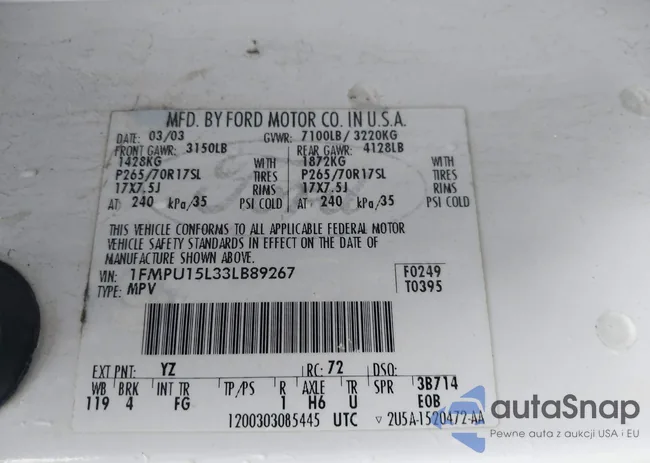 MFD. BY FORD MOTOR CO. IN U.S.A.
DATE: 03/03 GVWR: 7100LB/ 3220KG
FRONT GAWR: 3150LB REAR GAWR: 4128LB
1428KG WITH 1872KG WITH
P265/70R17SL TIRES P265/70R17SL TIRES
17X7.5J RIMS 17X7.5J RIMS
AT: 240 kPa/35 PSI COLD AT: 240 kPa/35 PSI COLD
THIS VEHICLE CONFORMS TO ALL APPLICABLE FEDERAL MOTOR
VEHICLE SAFETY STANDARDS IN EFFECT ON THE DATE OF
MANUFACTURE SHOWN ABOVE.
VIN: 1FMPU15L33LB89267 F0249
TYPE: MPV T0395
EXT PNT: YZ RC: 72 DSO:
WB BRK INT TR TP/PS R AXLE TR SPR 3B714
119 4 FG 1 H6 U E0B
1200303085445 UTC 2U5A-1520472-AA
Ford
autoSnap
Pewne auta z aukcji USA i EU